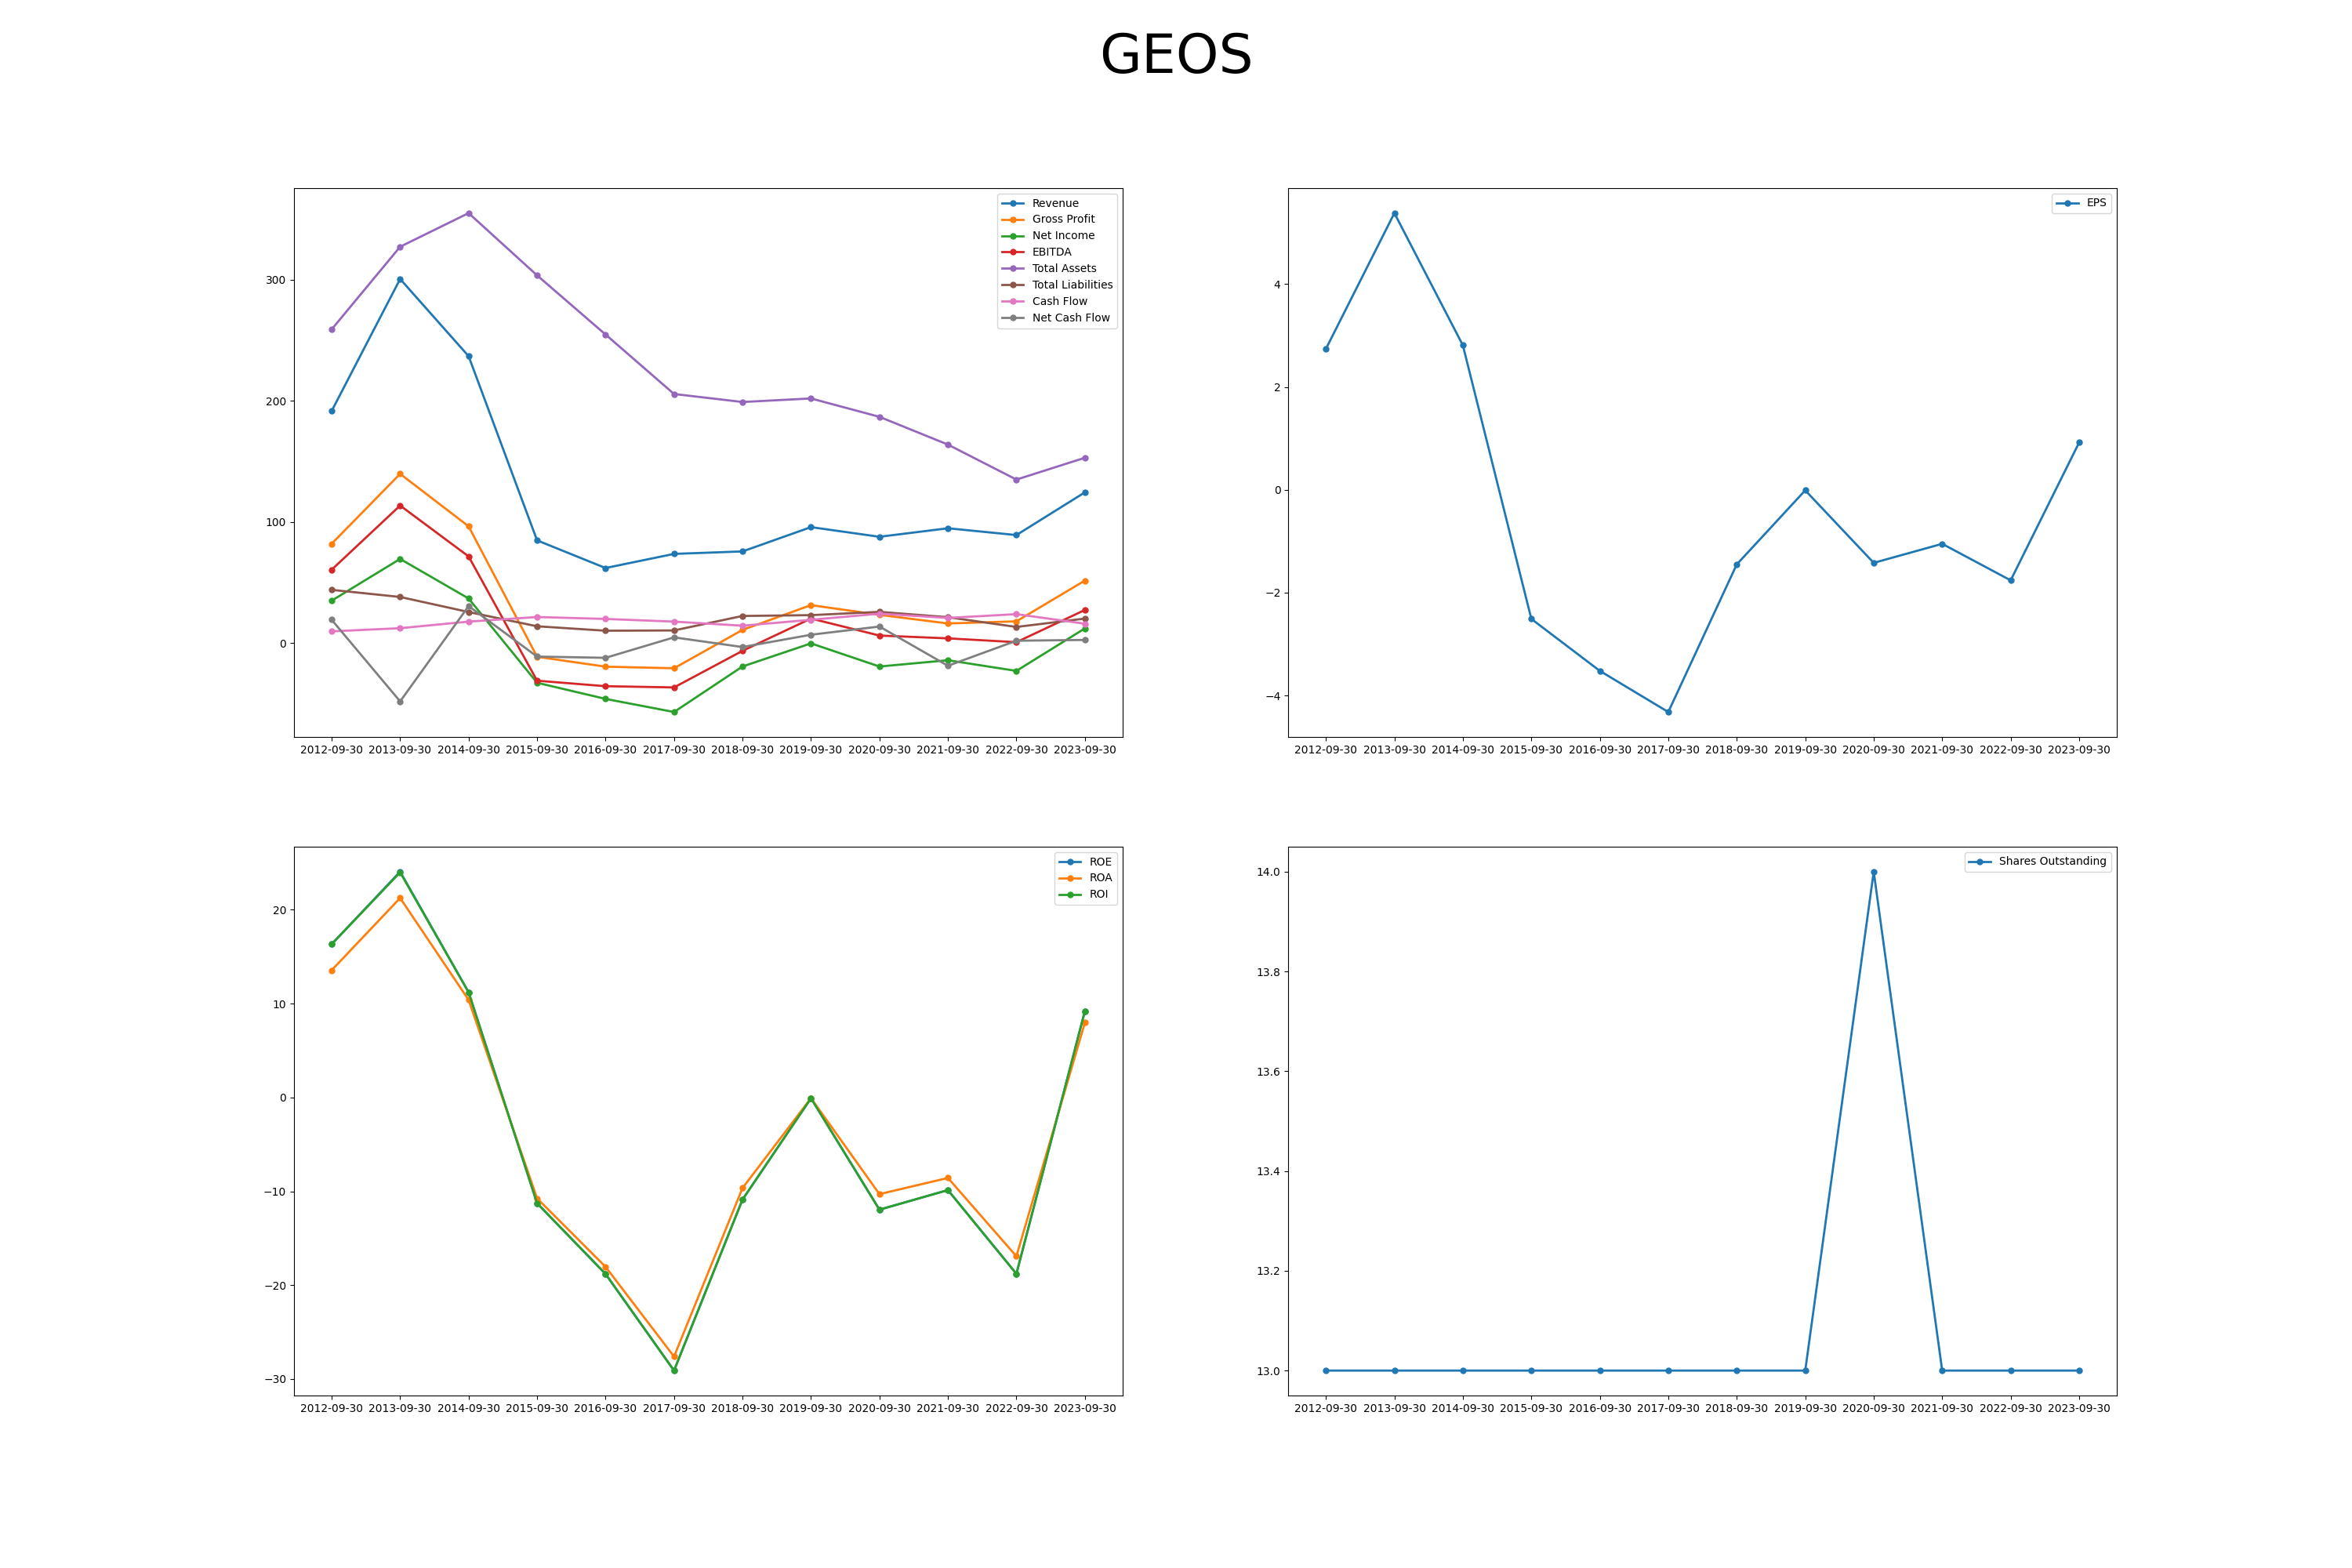 GEOS
Revenue
Gross Profit
Net Income
EBITDA
Total Assets
Total Liabilities
Cash Flow
Net Cash Flow
300
200
100
0
2012-09-30 2013-09-30 2014-09-30 2015-09-30 2016-09-30 2017-09-30 2018-09-30 2019-09-30 2020-09-30 2021-09-30 2022-09-30 2023-09-30
EPS
4
2
0
−2
−4
2012-09-30 2013-09-30 2014-09-30 2015-09-30 2016-09-30 2017-09-30 2018-09-30 2019-09-30 2020-09-30 2021-09-30 2022-09-30 2023-09-30
ROE
ROA
ROI
20
10
0
−10
−20
−30
2012-09-30 2013-09-30 2014-09-30 2015-09-30 2016-09-30 2017-09-30 2018-09-30 2019-09-30 2020-09-30 2021-09-30 2022-09-30 2023-09-30
Shares Outstanding
14.0
13.8
13.6
13.4
13.2
13.0
2012-09-30 2013-09-30 2014-09-30 2015-09-30 2016-09-30 2017-09-30 2018-09-30 2019-09-30 2020-09-30 2021-09-30 2022-09-30 2023-09-30